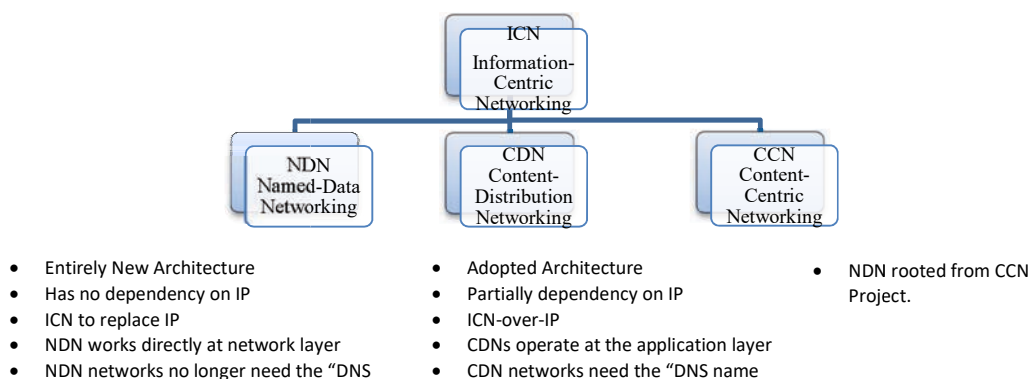 ICN
Information-
Centric
Networking
NDN
Named-Data
Networking
CDN
Content-
Distribution
Networking
CCN
Content-
Centric
Networking
• Entirely New Architecture
• Has no dependency on IP
• ICN to replace IP
• NDN works directly at network layer
• NDN networks no longer need the “DNS
• Adopted Architecture
• Partially dependency on IP
• ICN-over-IP
• CDNs operate at the application layer
• CDN networks need the “DNS name
• NDN rooted from CCN
Project.